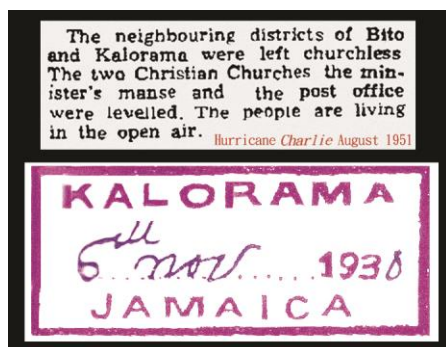 The neighbouring districts of Bito
and Kalorama were left churchless
The two Christian Churches the min-
ister's manse and the post office
were levelled. The people are living
in the open air. Hurricane Charlie August 1951
KALORAMA
6th Nov ...... 1938
JAMAICA